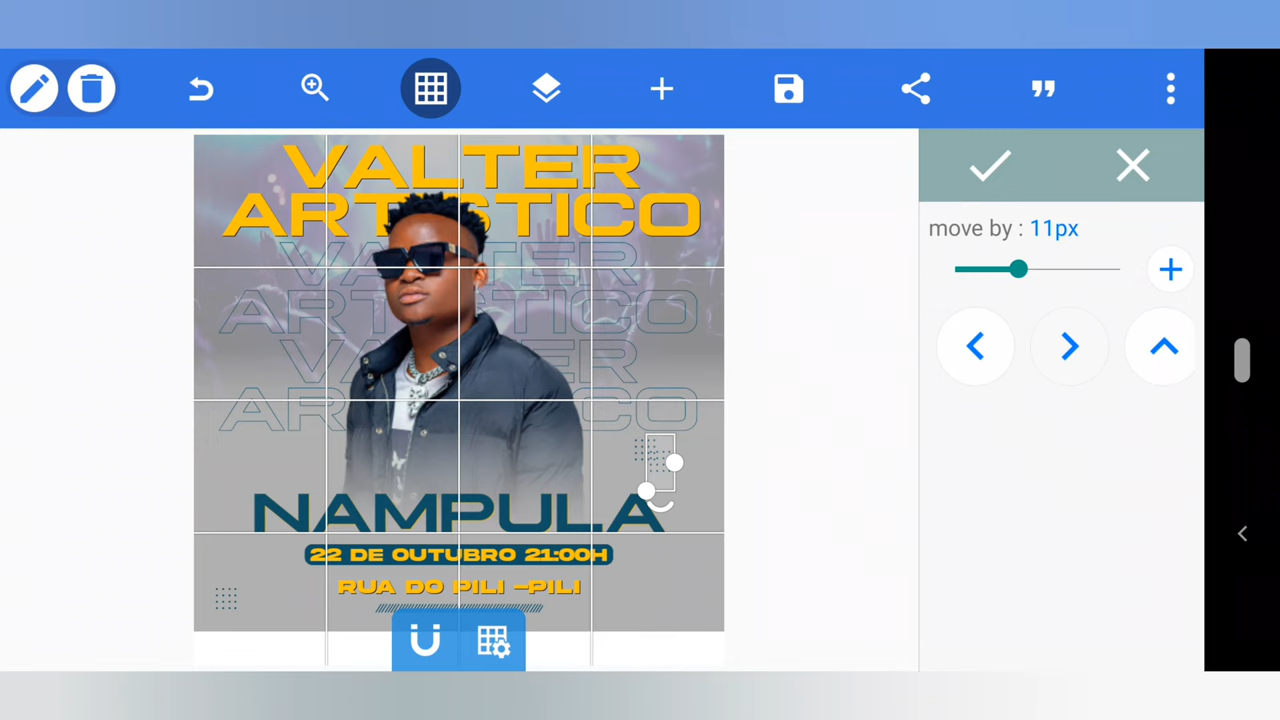 VALTER
ARTISTICO
VALTER
ARTISTICO
VALTER
ARTISTICO
NAMPULA
22 DE OUTUBRO 21:00H
RUA DO PILI –PILI
move by : 11px